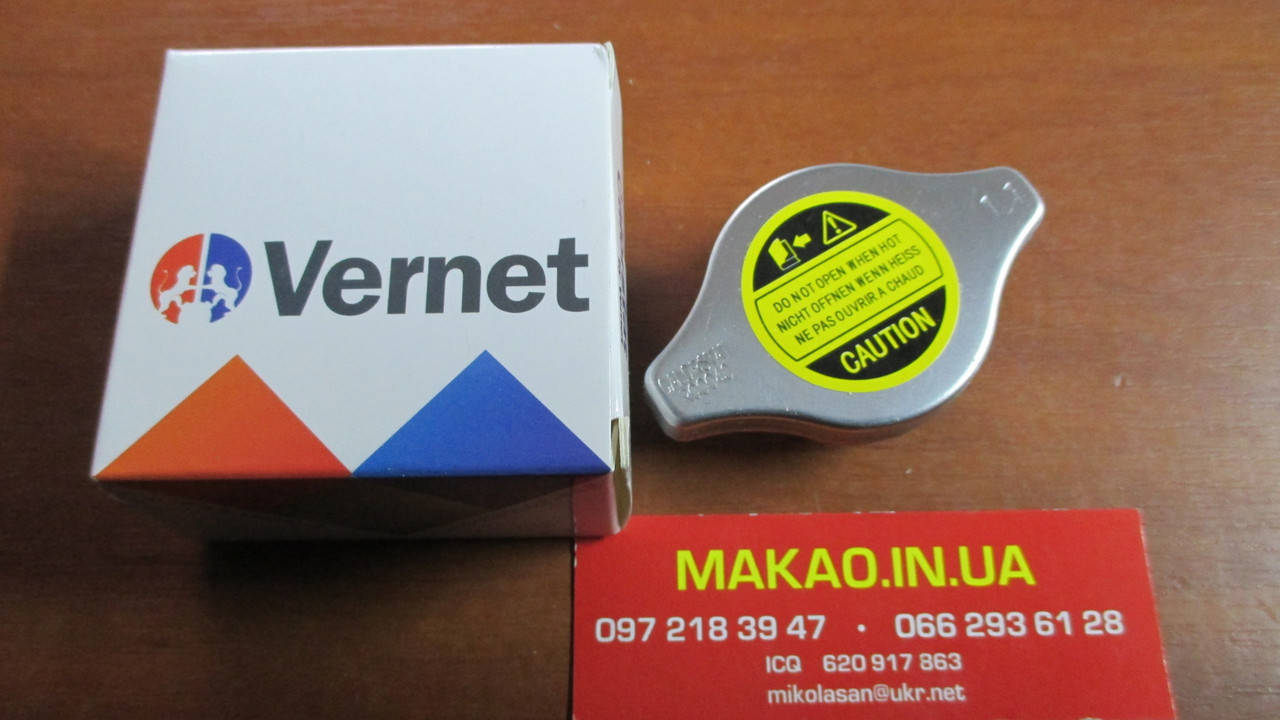 Vernet
DO NOT OPEN WHEN HOT
NICHT OFFNEN WENN HEISS
NE PAS OUVRIR A CHAUD
CAUTION
MAKAO.IN.UA
097 218 39 47 • 066 293 61 28
ICQ 620 917 863
mikolasan@ukr.net